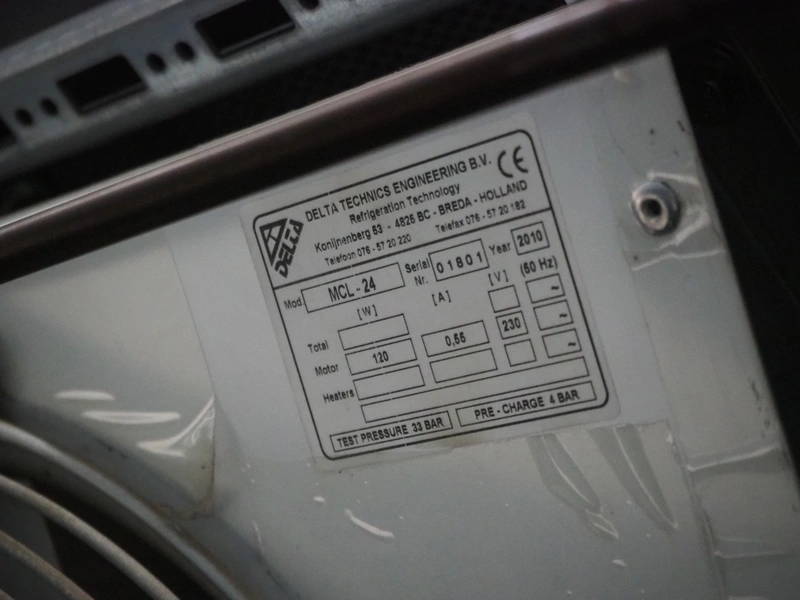 DELTA
DELTA TECHNICS ENGINEERING B.V. CE
Refrigeration Technology
Konijnenberg 53 - 4825 BC - BREDA - HOLLAND
Telefoon 076 - 57 20 220 Telefax 076 - 57 20 182
Mod. MCL - 24 Serial Nr. 01801 Year 2010
[W] [A] [V] (50 Hz)
Total ~
Motor 120 0,55 230 ~
Heaters ~
TEST PRESSURE 33 BAR PRE - CHARGE 4 BAR